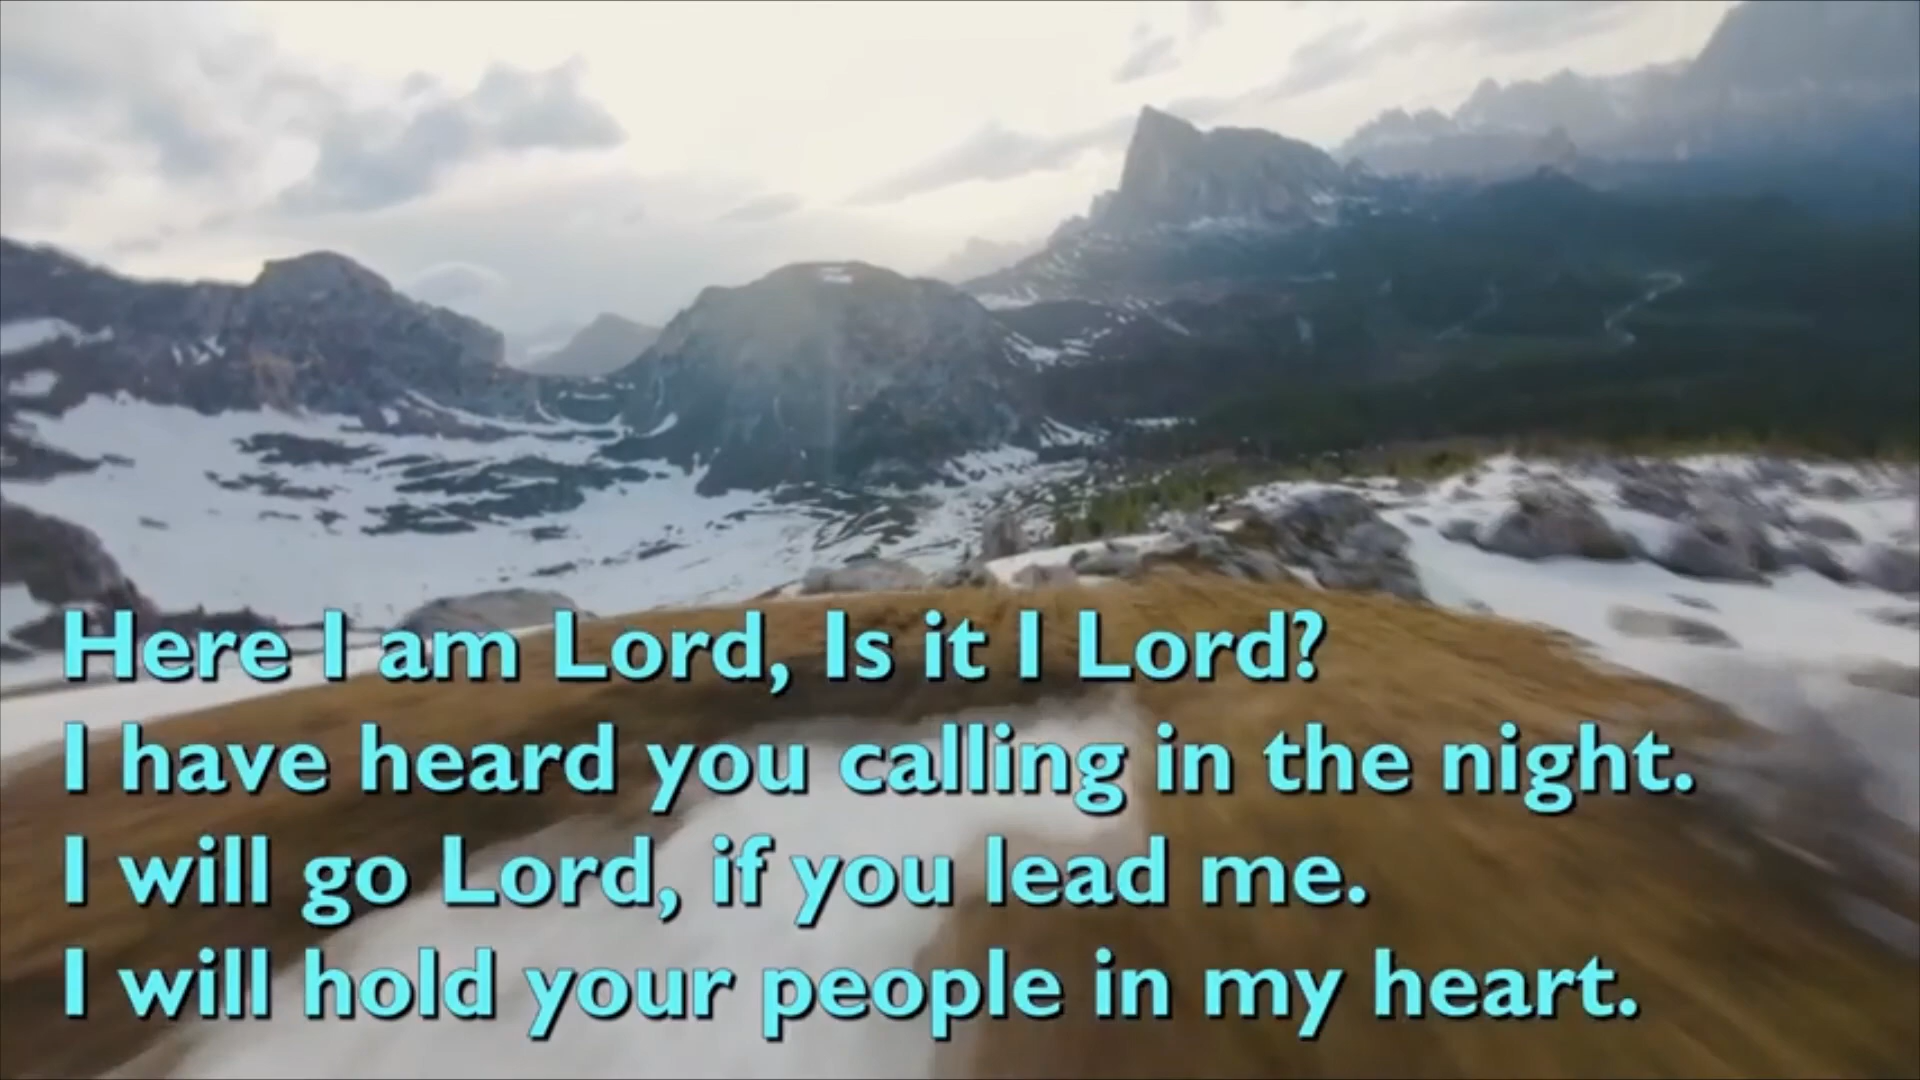 Here I am Lord, Is it I Lord?
I have heard you calling in the night.
I will go Lord, if you lead me.
I will hold your people in my heart.